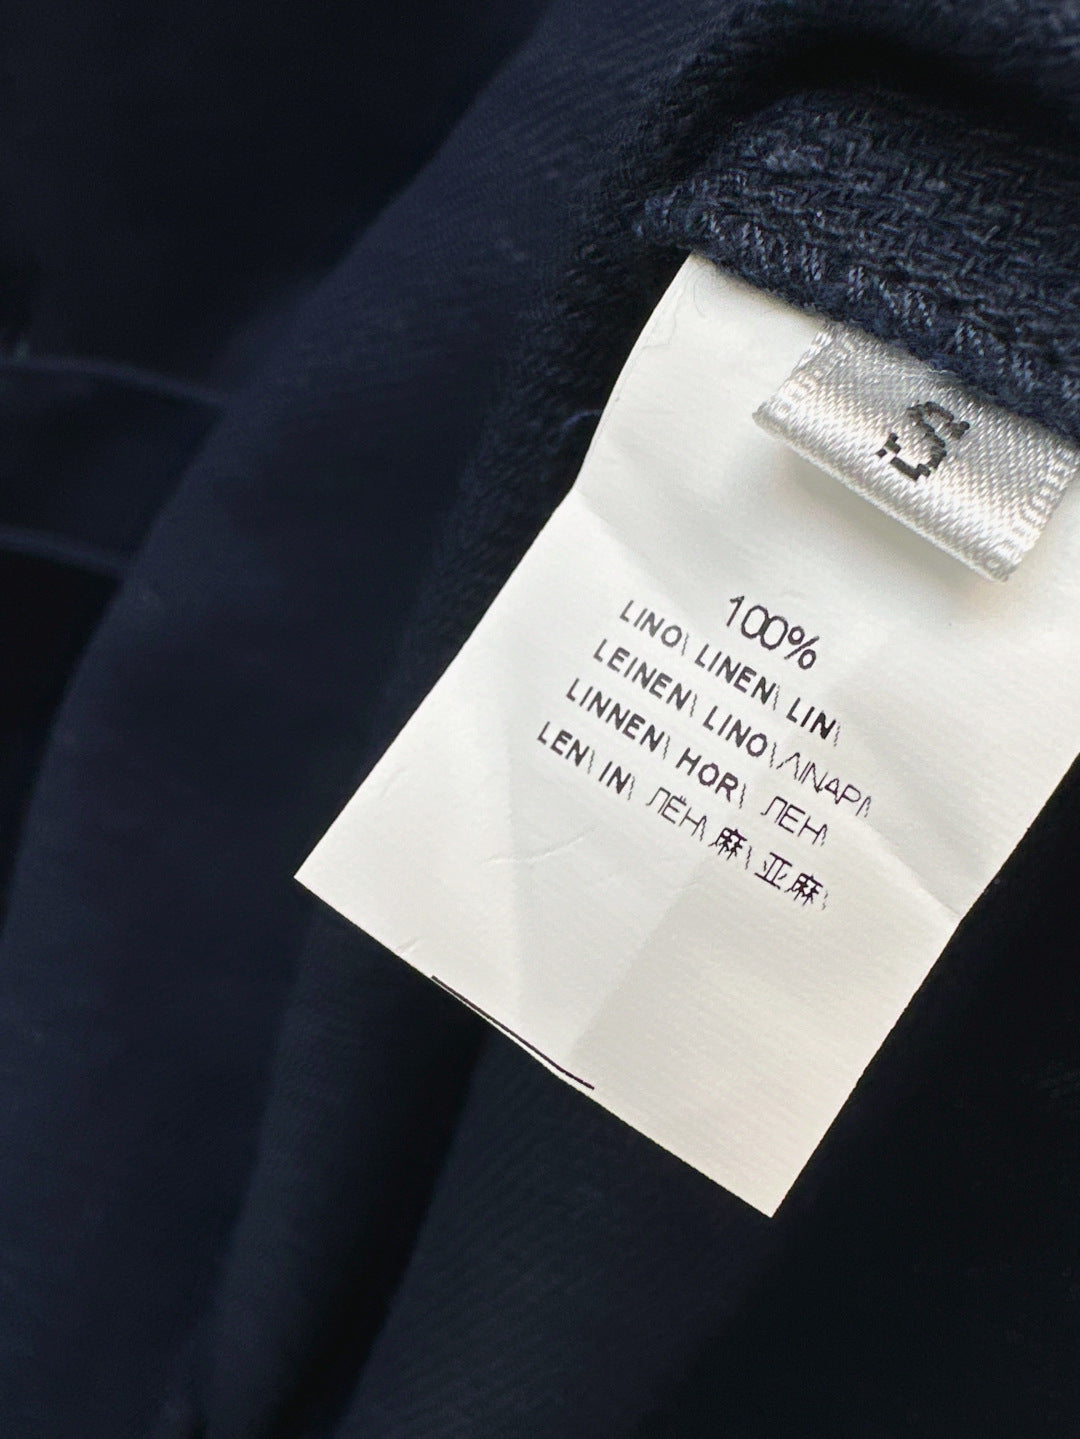 S
100%
LINO\ LINEN\ LIN\
LEINEN\ LINO\ ΛΙΝΑΡΙ\
LINNEN\ HOR\ ЛЕН\
LEN\ IN\ ЛЁН\ 麻\ 亚麻\